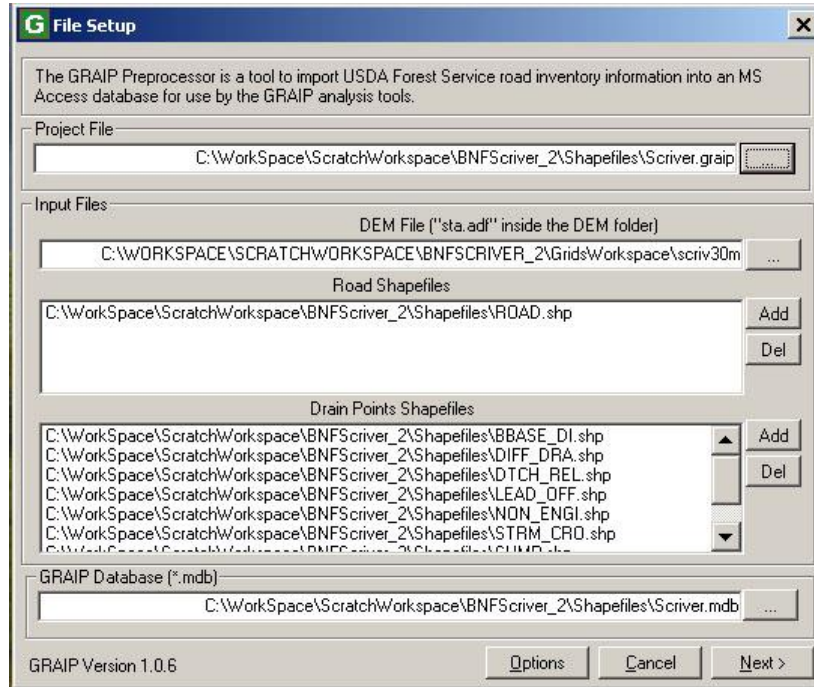 G File Setup
The GRAIP Preprocessor is a tool to import USDA Forest Service road inventory information into an MS
Access database for use by the GRAIP analysis tools.
Project File
C:\WorkSpace\ScratchWorkspace\BNFScriver_2\Shapefiles\Scriver.graip ...
Input Files
DEM File ("sta.adf" inside the DEM folder)
C:\WORKSPACE\SCRATCHWORKSPACE\BNFSCRIVER_2\GridsWorkspace\scriv30m ...
Road Shapefiles
C:\WorkSpace\ScratchWorkspace\BNFScriver_2\Shapefiles\ROAD.shp
Add
Del
Drain Points Shapefiles
C:\WorkSpace\ScratchWorkspace\BNFScriver_2\Shapefiles\BBASE_DI.shp
C:\WorkSpace\ScratchWorkspace\BNFScriver_2\Shapefiles\DIFF_DRA.shp
C:\WorkSpace\ScratchWorkspace\BNFScriver_2\Shapefiles\DTCH_REL.shp
C:\WorkSpace\ScratchWorkspace\BNFScriver_2\Shapefiles\LEAD_OFF.shp
C:\WorkSpace\ScratchWorkspace\BNFScriver_2\Shapefiles\NON_ENGI.shp
C:\WorkSpace\ScratchWorkspace\BNFScriver_2\Shapefiles\STRM_CRO.shp
C:\WorkSpace\ScratchWorkspace\BNFScriver_2\Shapefiles\SUMP.shp
Add
Del
GRAIP Database (*.mdb)
C:\WorkSpace\ScratchWorkspace\BNFScriver_2\Shapefiles\Scriver.mdb ...
GRAIP Version 1.0.6
Options
Cancel
Next >